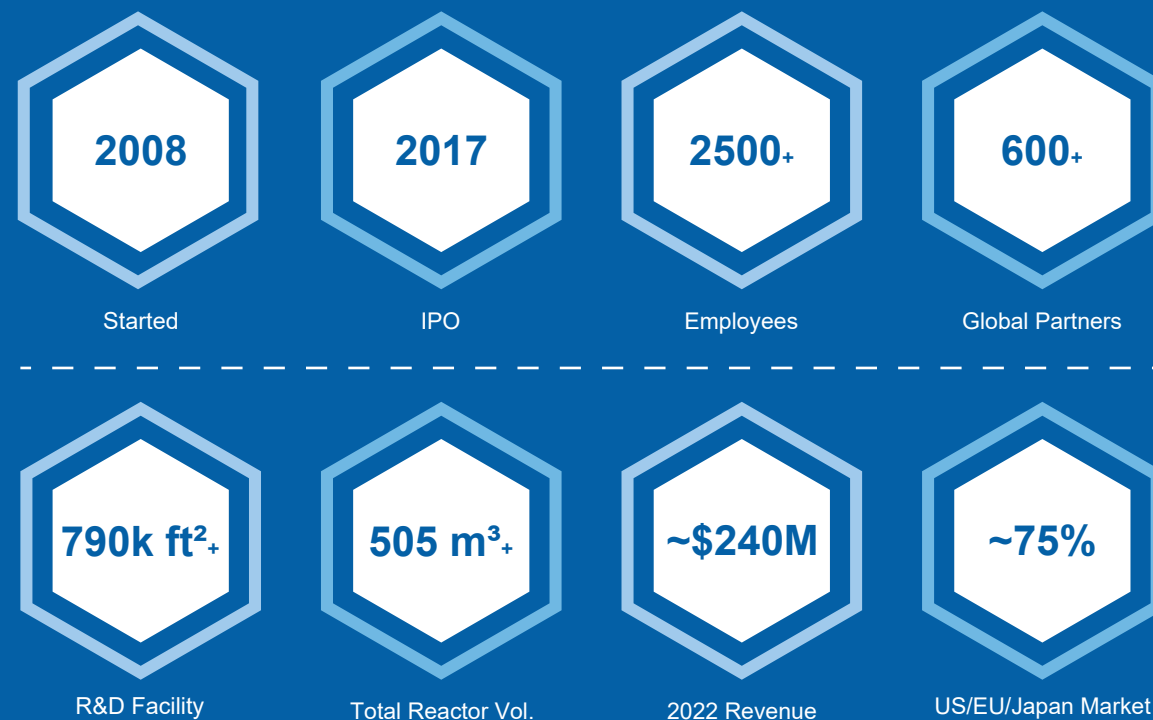 2008
2017
2500+
600+
Started
IPO
Employees
Global Partners
790k ft²+
505 m³+
~$240M
~75%
R&D Facility
Total Reactor Vol.
2022 Revenue
US/EU/Japan Market